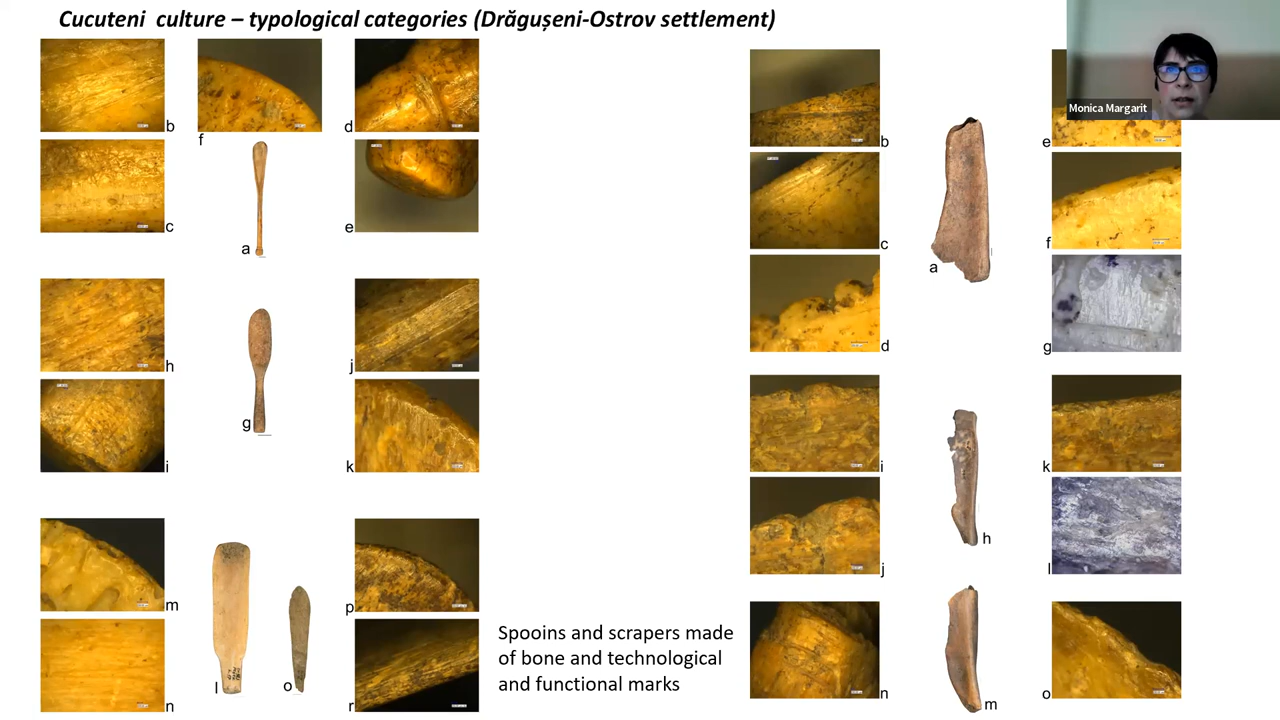 Cucuteni culture – typological categories (Drăgușeni-Ostrov settlement)
Monica Margarit
b
f
d
c
a
e
h
g
j
i
k
m
l
o
p
n
r
Spooins and scrapers made
of bone and technological
and functional marks
b
a
e
c
f
d
g
i
h
k
j
l
n
m
o